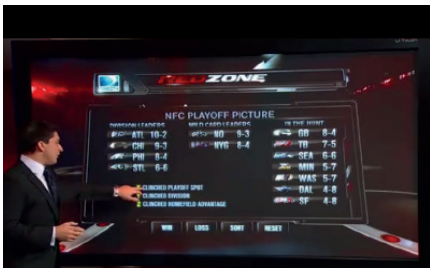 REDZONE
NFC PLAYOFF PICTURE
DIVISION LEADERS WILD CARD LEADERS IN THE HUNT
ATL 10-2 NO 9-3 GB 8-4
CHI 9-3 NYG 8-4 TB 7-5
PHI 8-4 SEA 6-6
STL 6-6 MIN 5-7
WAS 5-7
DAL 4-8
SF 4-8
CLINCHED PLAYOFF SPOT
CLINCHED DIVISION
CLINCHED HOMEFIELD ADVANTAGE
WIN LOSS SORT RESET